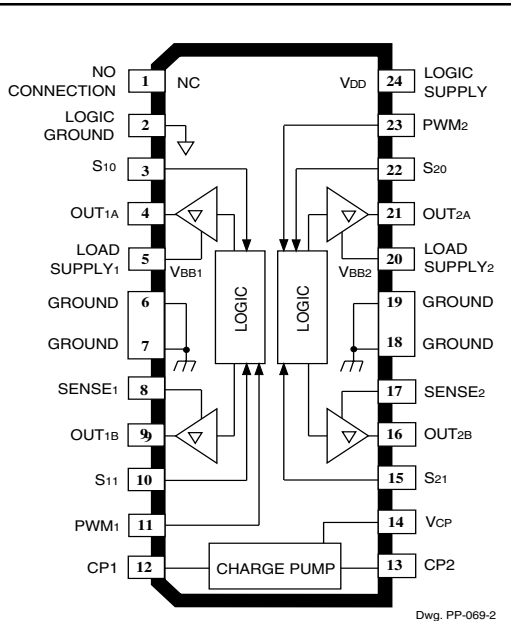 NO
CONNECTION
1
NC
LOGIC
GROUND
2
S10
3
OUT1A
4
LOAD
SUPPLY1
5
VBB1
GROUND
6
GROUND
7
SENSE1
8
OUT1B
9
S11
10
PWM1
11
CP1
12
LOGIC
LOGIC
CHARGE PUMP
VDD
24
LOGIC
SUPPLY
23
PWM2
22
S20
21
OUT2A
VBB2
20
LOAD
SUPPLY2
19
GROUND
18
GROUND
17
SENSE2
16
OUT2B
15
S21
14
VCP
13
CP2
Dwg. PP-069-2